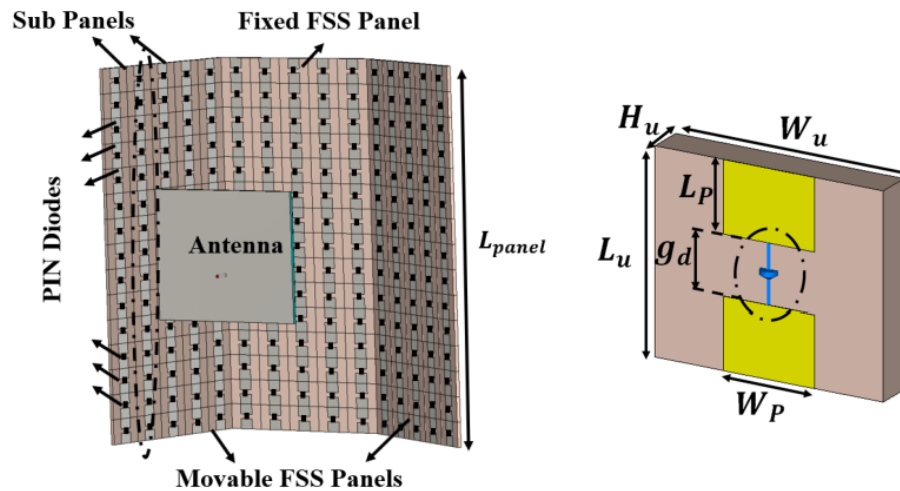 Sub Panels
Fixed FSS Panel
PIN Diodes
Antenna
L_panel
Movable FSS Panels
H_u
W_u
L_P
L_u
g_d
W_P